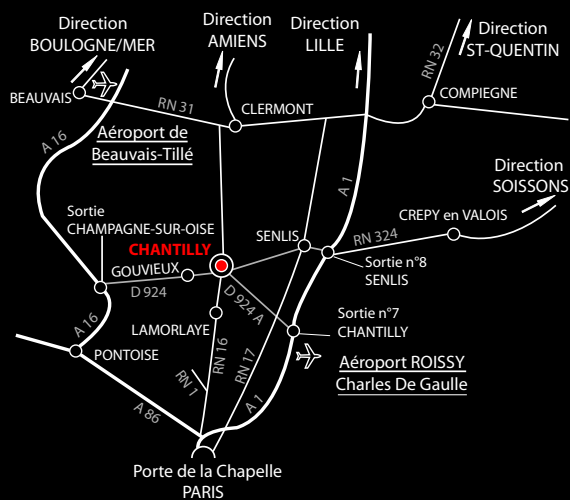 Direction
BOULOGNE/MER
Direction
AMIENS
Direction
LILLE
Direction
ST-QUENTIN
RN 32
BEAUVAIS
RN 31
CLERMONT
COMPIEGNE
A 16
Aéroport de
Beauvais-Tillé
A 1
Direction
SOISSONS
Sortie
CHAMPAGNE-SUR-OISE
CHANTILLY
SENLIS
RN 324
CREPY en VALOIS
GOUVIEUX
D 924
Sortie n°8
SENLIS
D 924 A
LAMORLAYE
Sortie n°7
CHANTILLY
A 16
PONTOISE
RN 16
RN 17
RN 1
Aéroport ROISSY
Charles De Gaulle
A 86
A 1
Porte de la Chapelle
PARIS